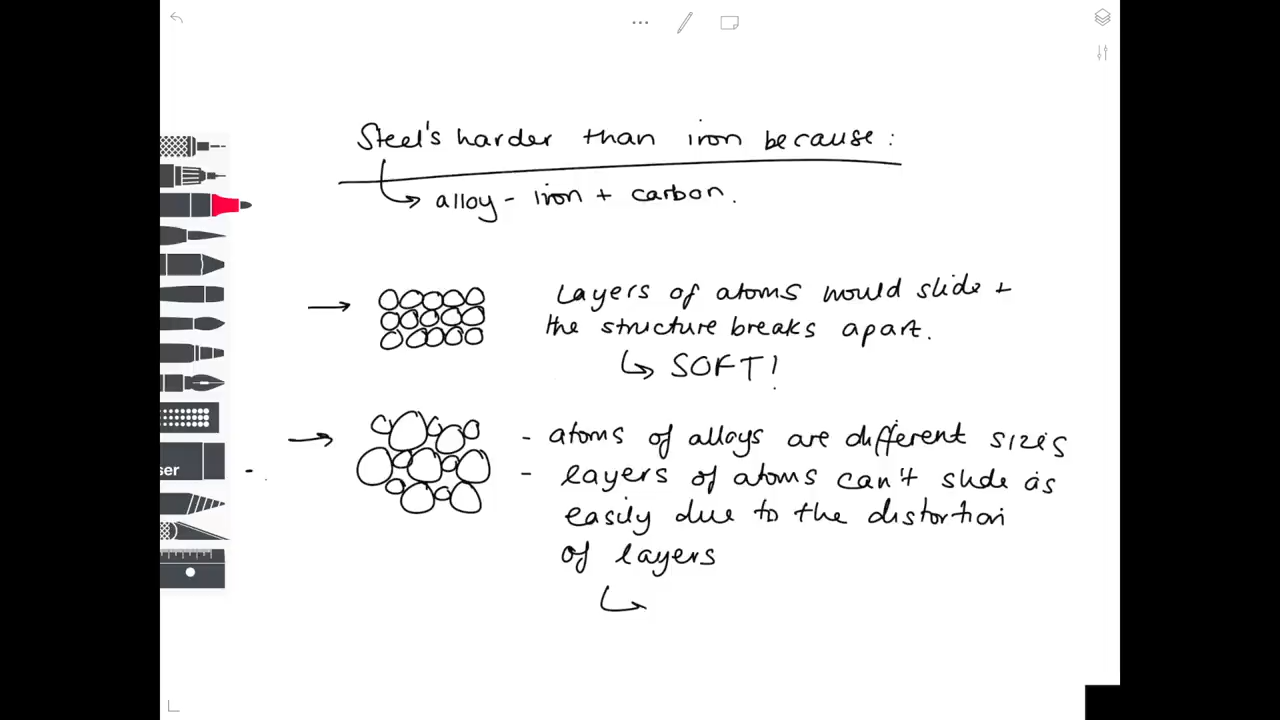 Steel's harder than iron because :
alloy - iron + carbon.
Layers of atoms would slide +
the structure breaks apart.
SOFT!
- atoms of alloys are different sizes
- layers of atoms can't slide as
easily due to the distortion
of layers
ser